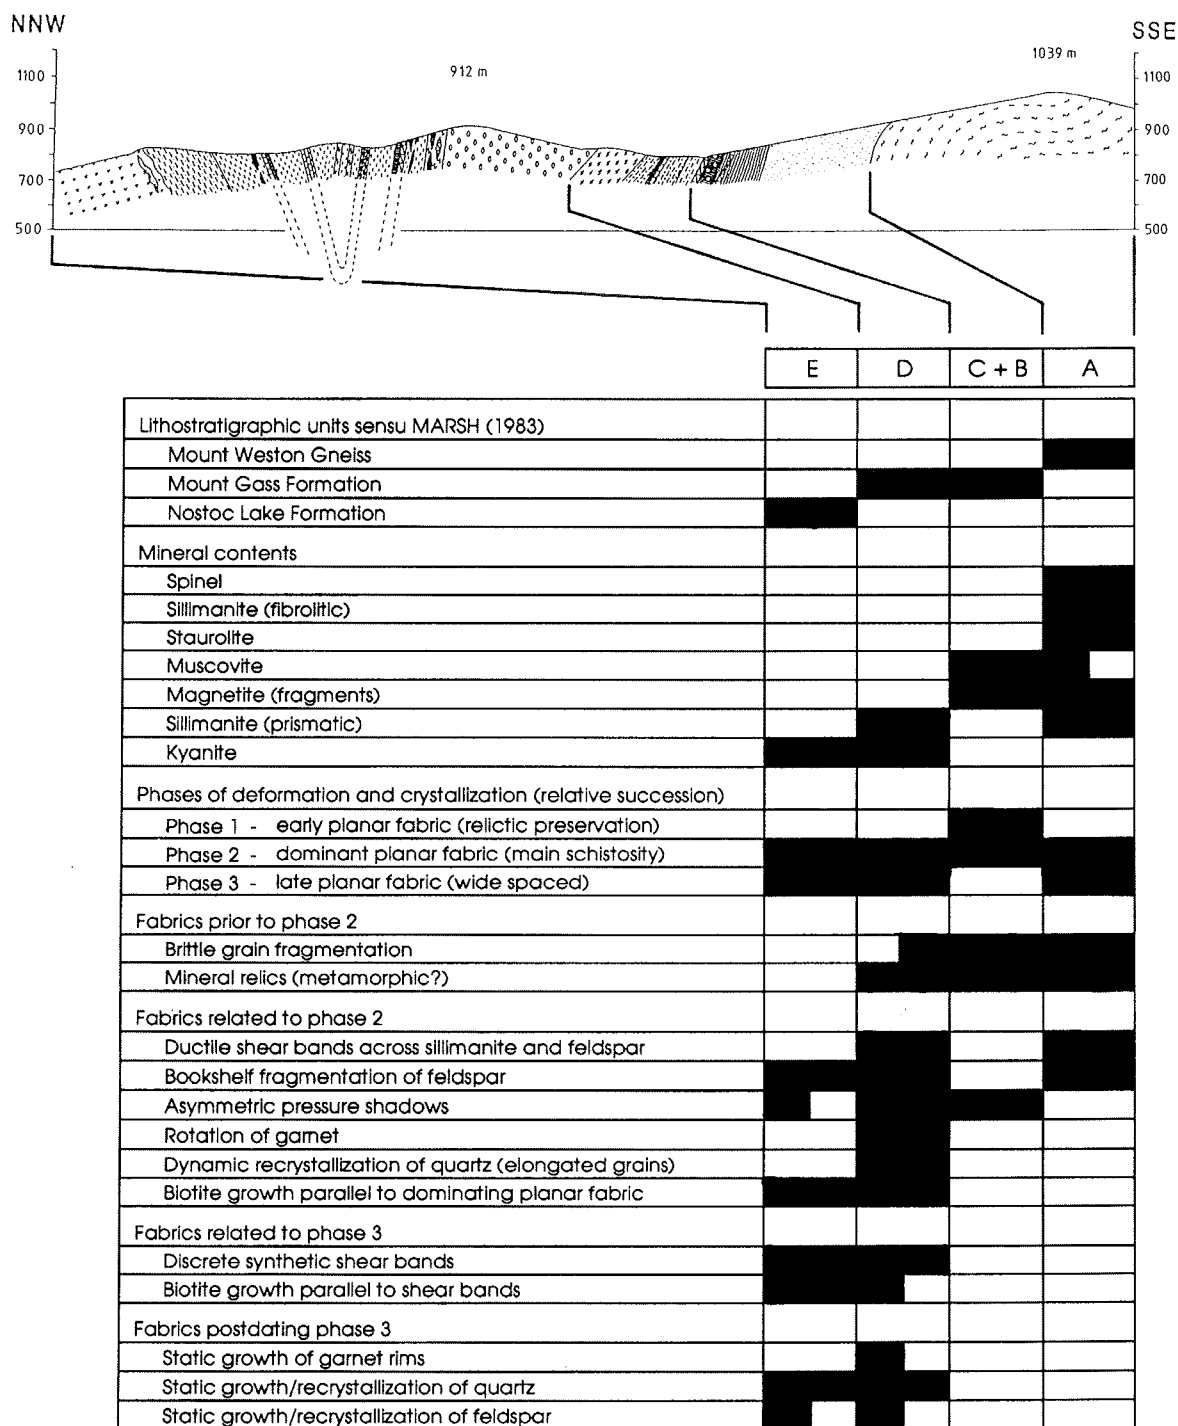 NNW
SSE
912 m
1039 m
1100
1100
900
900
700
700
500
500
E D C + B A
Lithostratigraphic units sensu MARSH (1983)
Mount Weston Gneiss
Mount Gass Formation
Nostoc Lake Formation
Mineral contents
Spinel
Sillimanite (fibrolitic)
Staurolite
Muscovite
Magnetite (fragments)
Sillimanite (prismatic)
Kyanite
Phases of deformation and crystallization (relative succession)
Phase 1 - early planar fabric (relictic preservation)
Phase 2 - dominant planar fabric (main schistosity)
Phase 3 - late planar fabric (wide spaced)
Fabrics prior to phase 2
Brittle grain fragmentation
Mineral relics (metamorphic?)
Fabrics related to phase 2
Ductile shear bands across sillimanite and feldspar
Bookshelf fragmentation of feldspar
Asymmetric pressure shadows
Rotation of garnet
Dynamic recrystallization of quartz (elongated grains)
Biotite growth parallel to dominating planar fabric
Fabrics related to phase 3
Discrete synthetic shear bands
Biotite growth parallel to shear bands
Fabrics postdating phase 3
Static growth of garnet rims
Static growth/recrystallization of quartz
Static growth/recrystallization of feldspar